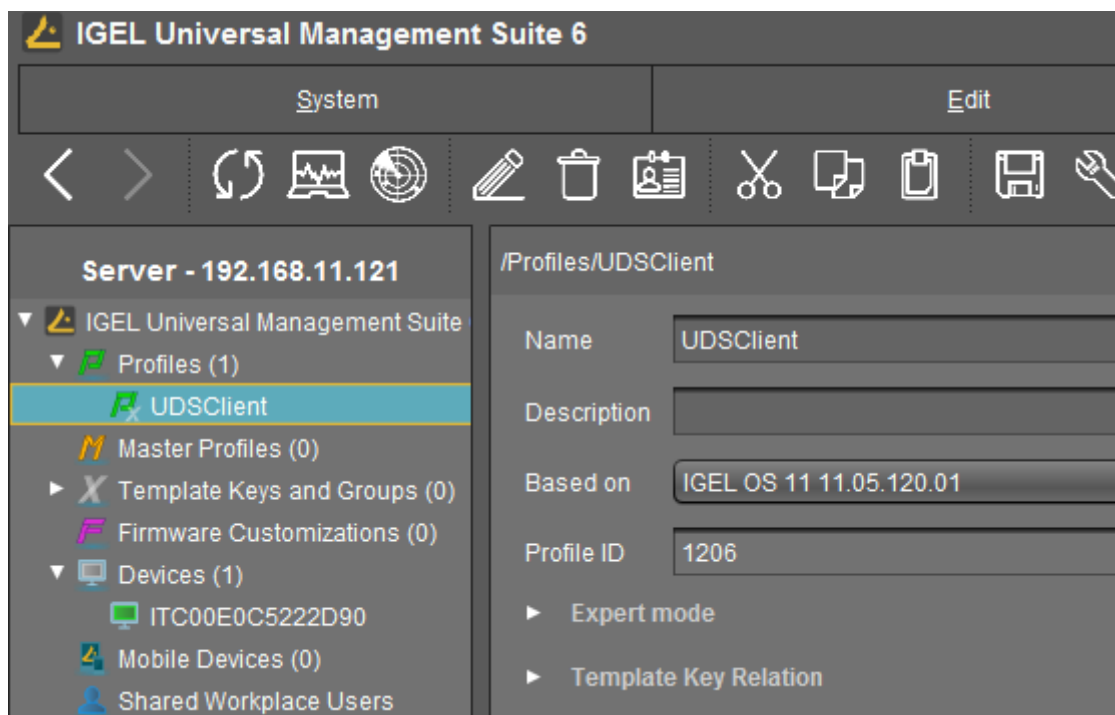 IGEL Universal Management Suite 6
System
Edit
Server - 192.168.11.121
IGEL Universal Management Suite
Profiles (1)
UDSClient
Master Profiles (0)
Template Keys and Groups (0)
Firmware Customizations (0)
Devices (1)
ITC00E0C5222D90
Mobile Devices (0)
Shared Workplace Users
/Profiles/UDSClient
Name
UDSClient
Description
Based on
IGEL OS 11 11.05.120.01
Profile ID
1206
Expert mode
Template Key Relation